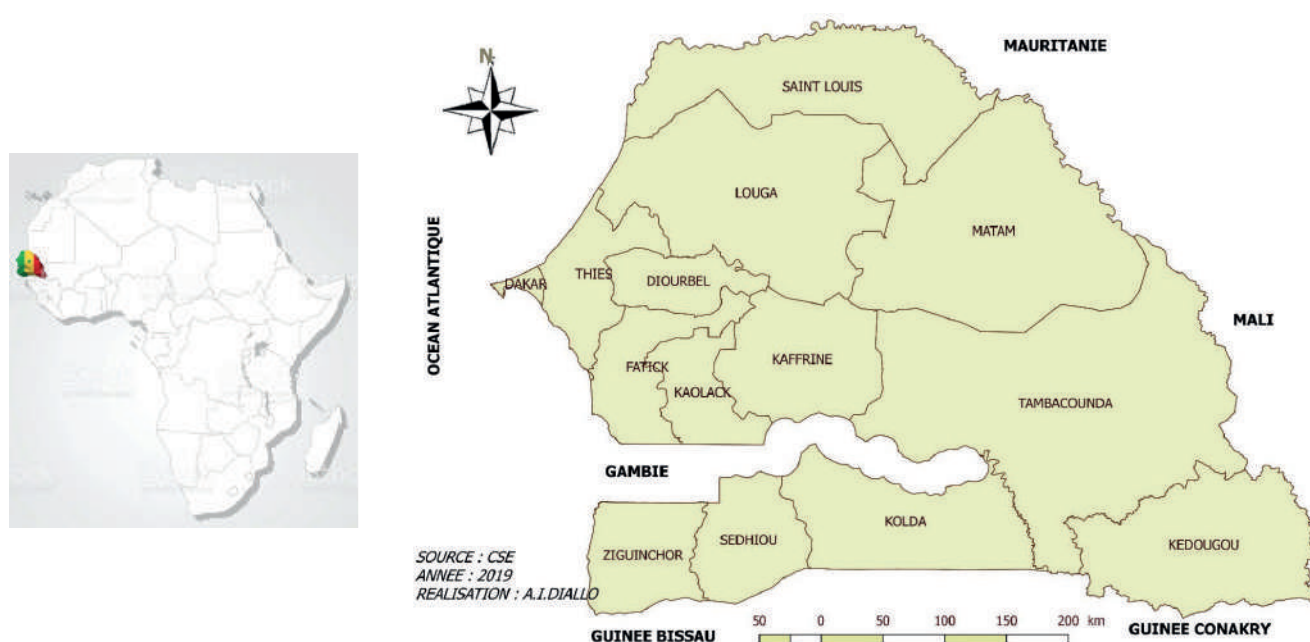 N
MAURITANIE
SAINT LOUIS
LOUGA
MATAM
OCEAN ATLANTIQUE
DAKAR
THIES
DIOURBEL
MALI
FATICK
KAOLACK
KAFFRINE
TAMBACOUNDA
GAMBIE
ZIGUINCHOR
SEDHIOU
KOLDA
KEDOUGOU
SOURCE : CSE
ANNEE : 2019
REALISATION : A.I.DIALLO
GUINEE BISSAU
50 0 50 100 150 200 km
GUINEE CONAKRY